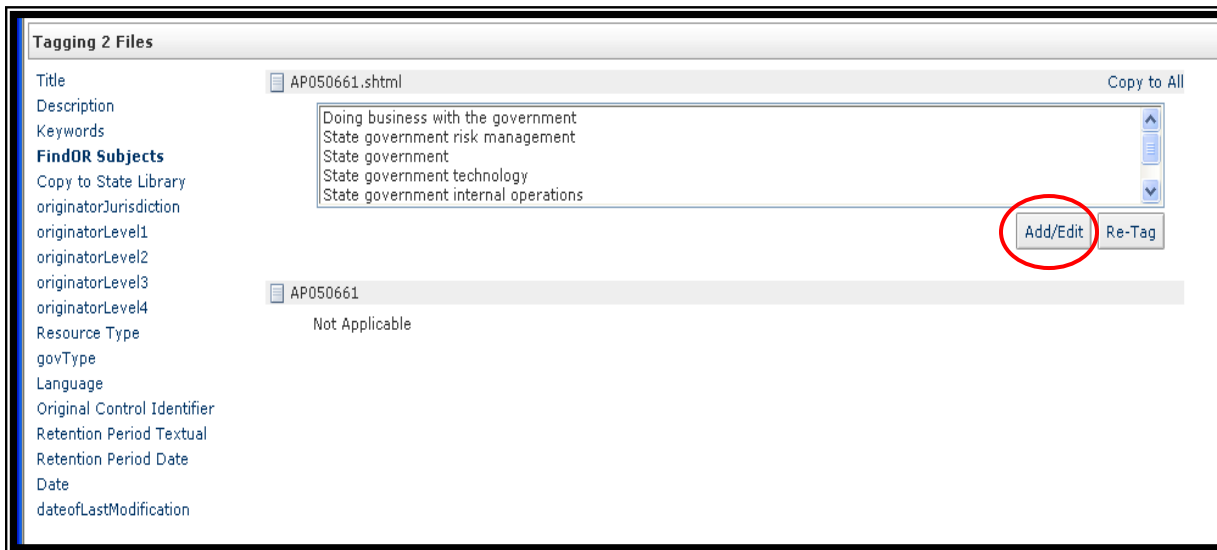 Tagging 2 Files
Title
Description
Keywords
FindOR Subjects
Copy to State Library
originatorJurisdiction
originatorLevel1
originatorLevel2
originatorLevel3
originatorLevel4
Resource Type
govType
Language
Original Control Identifier
Retention Period Textual
Retention Period Date
Date
dateofLastModification
AP050661.shtml Copy to All
Doing business with the government
State government risk management
State government
State government technology
State government internal operations
Add/Edit Re-Tag
AP050661
Not Applicable